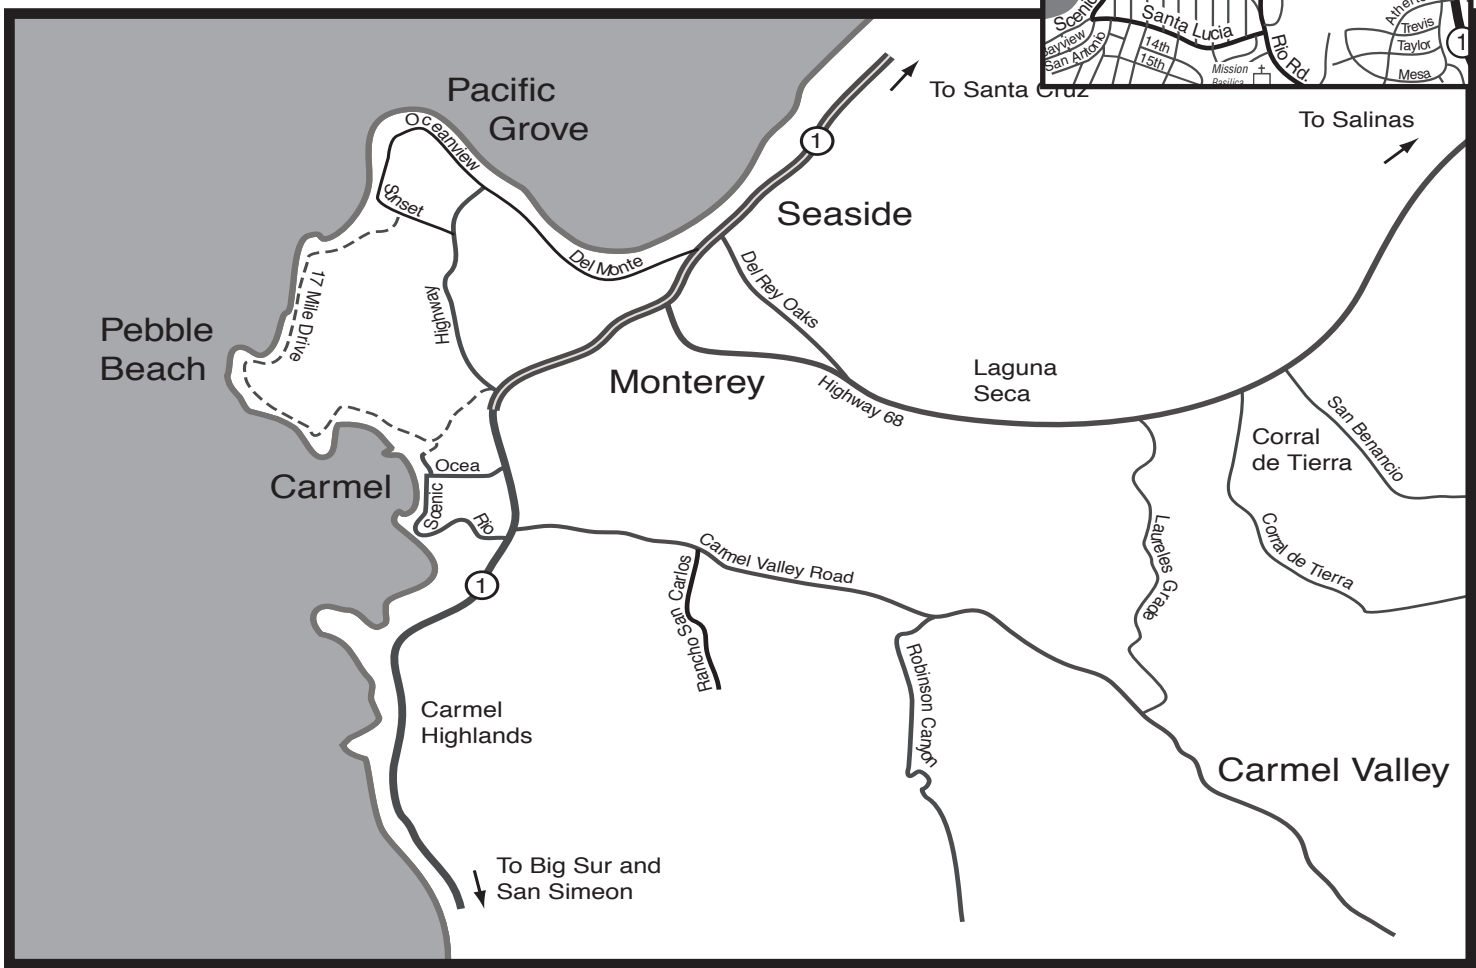 Scenic
Santa Lucia
Bayview
San Antonio
14th
15th
Mission
Basilica
Rio Rd.
Trevis
Taylor
Mesa
1
To Santa Cruz
To Salinas
Pacific
Grove
Oceanview
Sunset
1
Seaside
Del Monte
Del Rey Oaks
17 Mile Drive
Highway
Pebble
Beach
Monterey
Highway 68
Laguna
Seca
Corral
de Tierra
San Benancio
Carmel
Ocea
Scenic
Rio
Carmel Valley Road
Rancho San Carlos
Laureles Grade
Corral de Tierra
1
Robinson Canyon
Carmel
Highlands
Carmel Valley
To Big Sur and
San Simeon